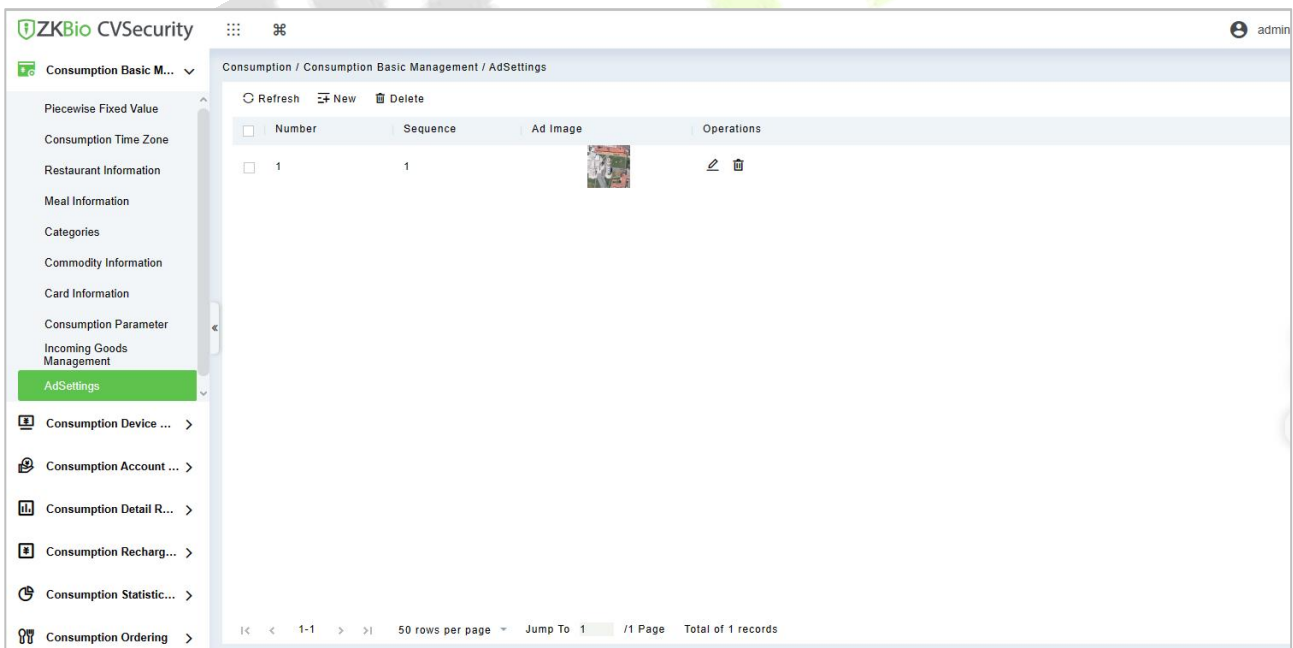 ZKBio CVSecurity
admin
Consumption Basic M...
Piecewise Fixed Value
Consumption Time Zone
Restaurant Information
Meal Information
Categories
Commodity Information
Card Information
Consumption Parameter
Incoming Goods
Management
AdSettings
Consumption Device ...
Consumption Account ...
Consumption Detail R...
Consumption Recharg...
Consumption Statistic...
Consumption Ordering
Consumption / Consumption Basic Management / AdSettings
Refresh New Delete
Number Sequence Ad Image Operations
1 1
1-1 50 rows per page Jump To 1 /1 Page Total of 1 records